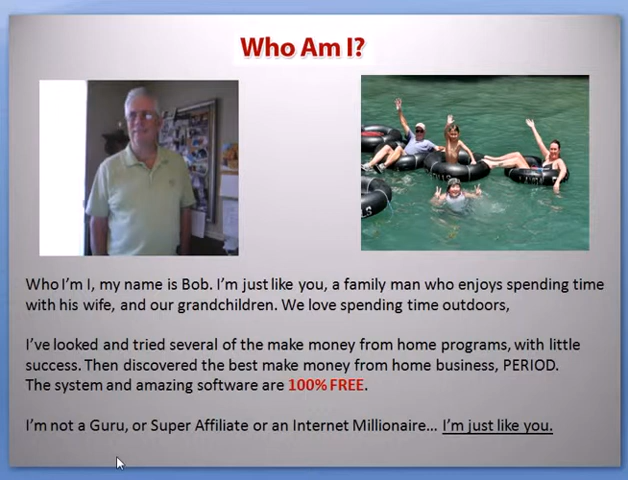 Who Am I?
Who I'm I, my name is Bob. I'm just like you, a family man who enjoys spending time
with his wife, and our grandchildren. We love spending time outdoors,
I've looked and tried several of the make money from home programs, with little
success. Then discovered the best make money from home business, PERIOD.
The system and amazing software are 100% FREE.
I'm not a Guru, or Super Affiliate or an Internet Millionaire... I'm just like you.